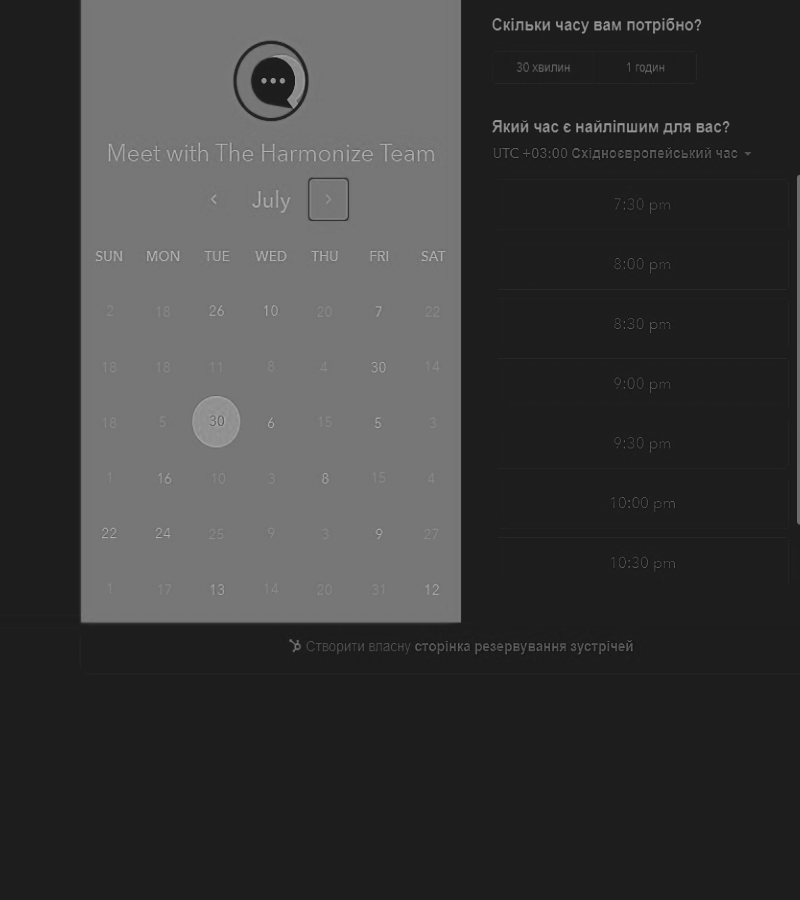 Meet with The Harmonize Team
July
SUN MON TUE WED THU FRI SAT
2 18 26 10 20 7 22
18 18 11 8 4 30 14
18 5 30 6 15 5 3
1 16 10 3 8 15 4
22 24 25 9 3 9 27
1 17 13 14 20 31 12
Скільки часу вам потрібно?
30 хвилин 1 годин
Який час є найліпшим для вас?
UTC +03:00 Східноєвропейський час
7:30 pm
8:00 pm
8:30 pm
9:00 pm
9:30 pm
10:00 pm
10:30 pm
Створити власну сторінка резервування зустрічей